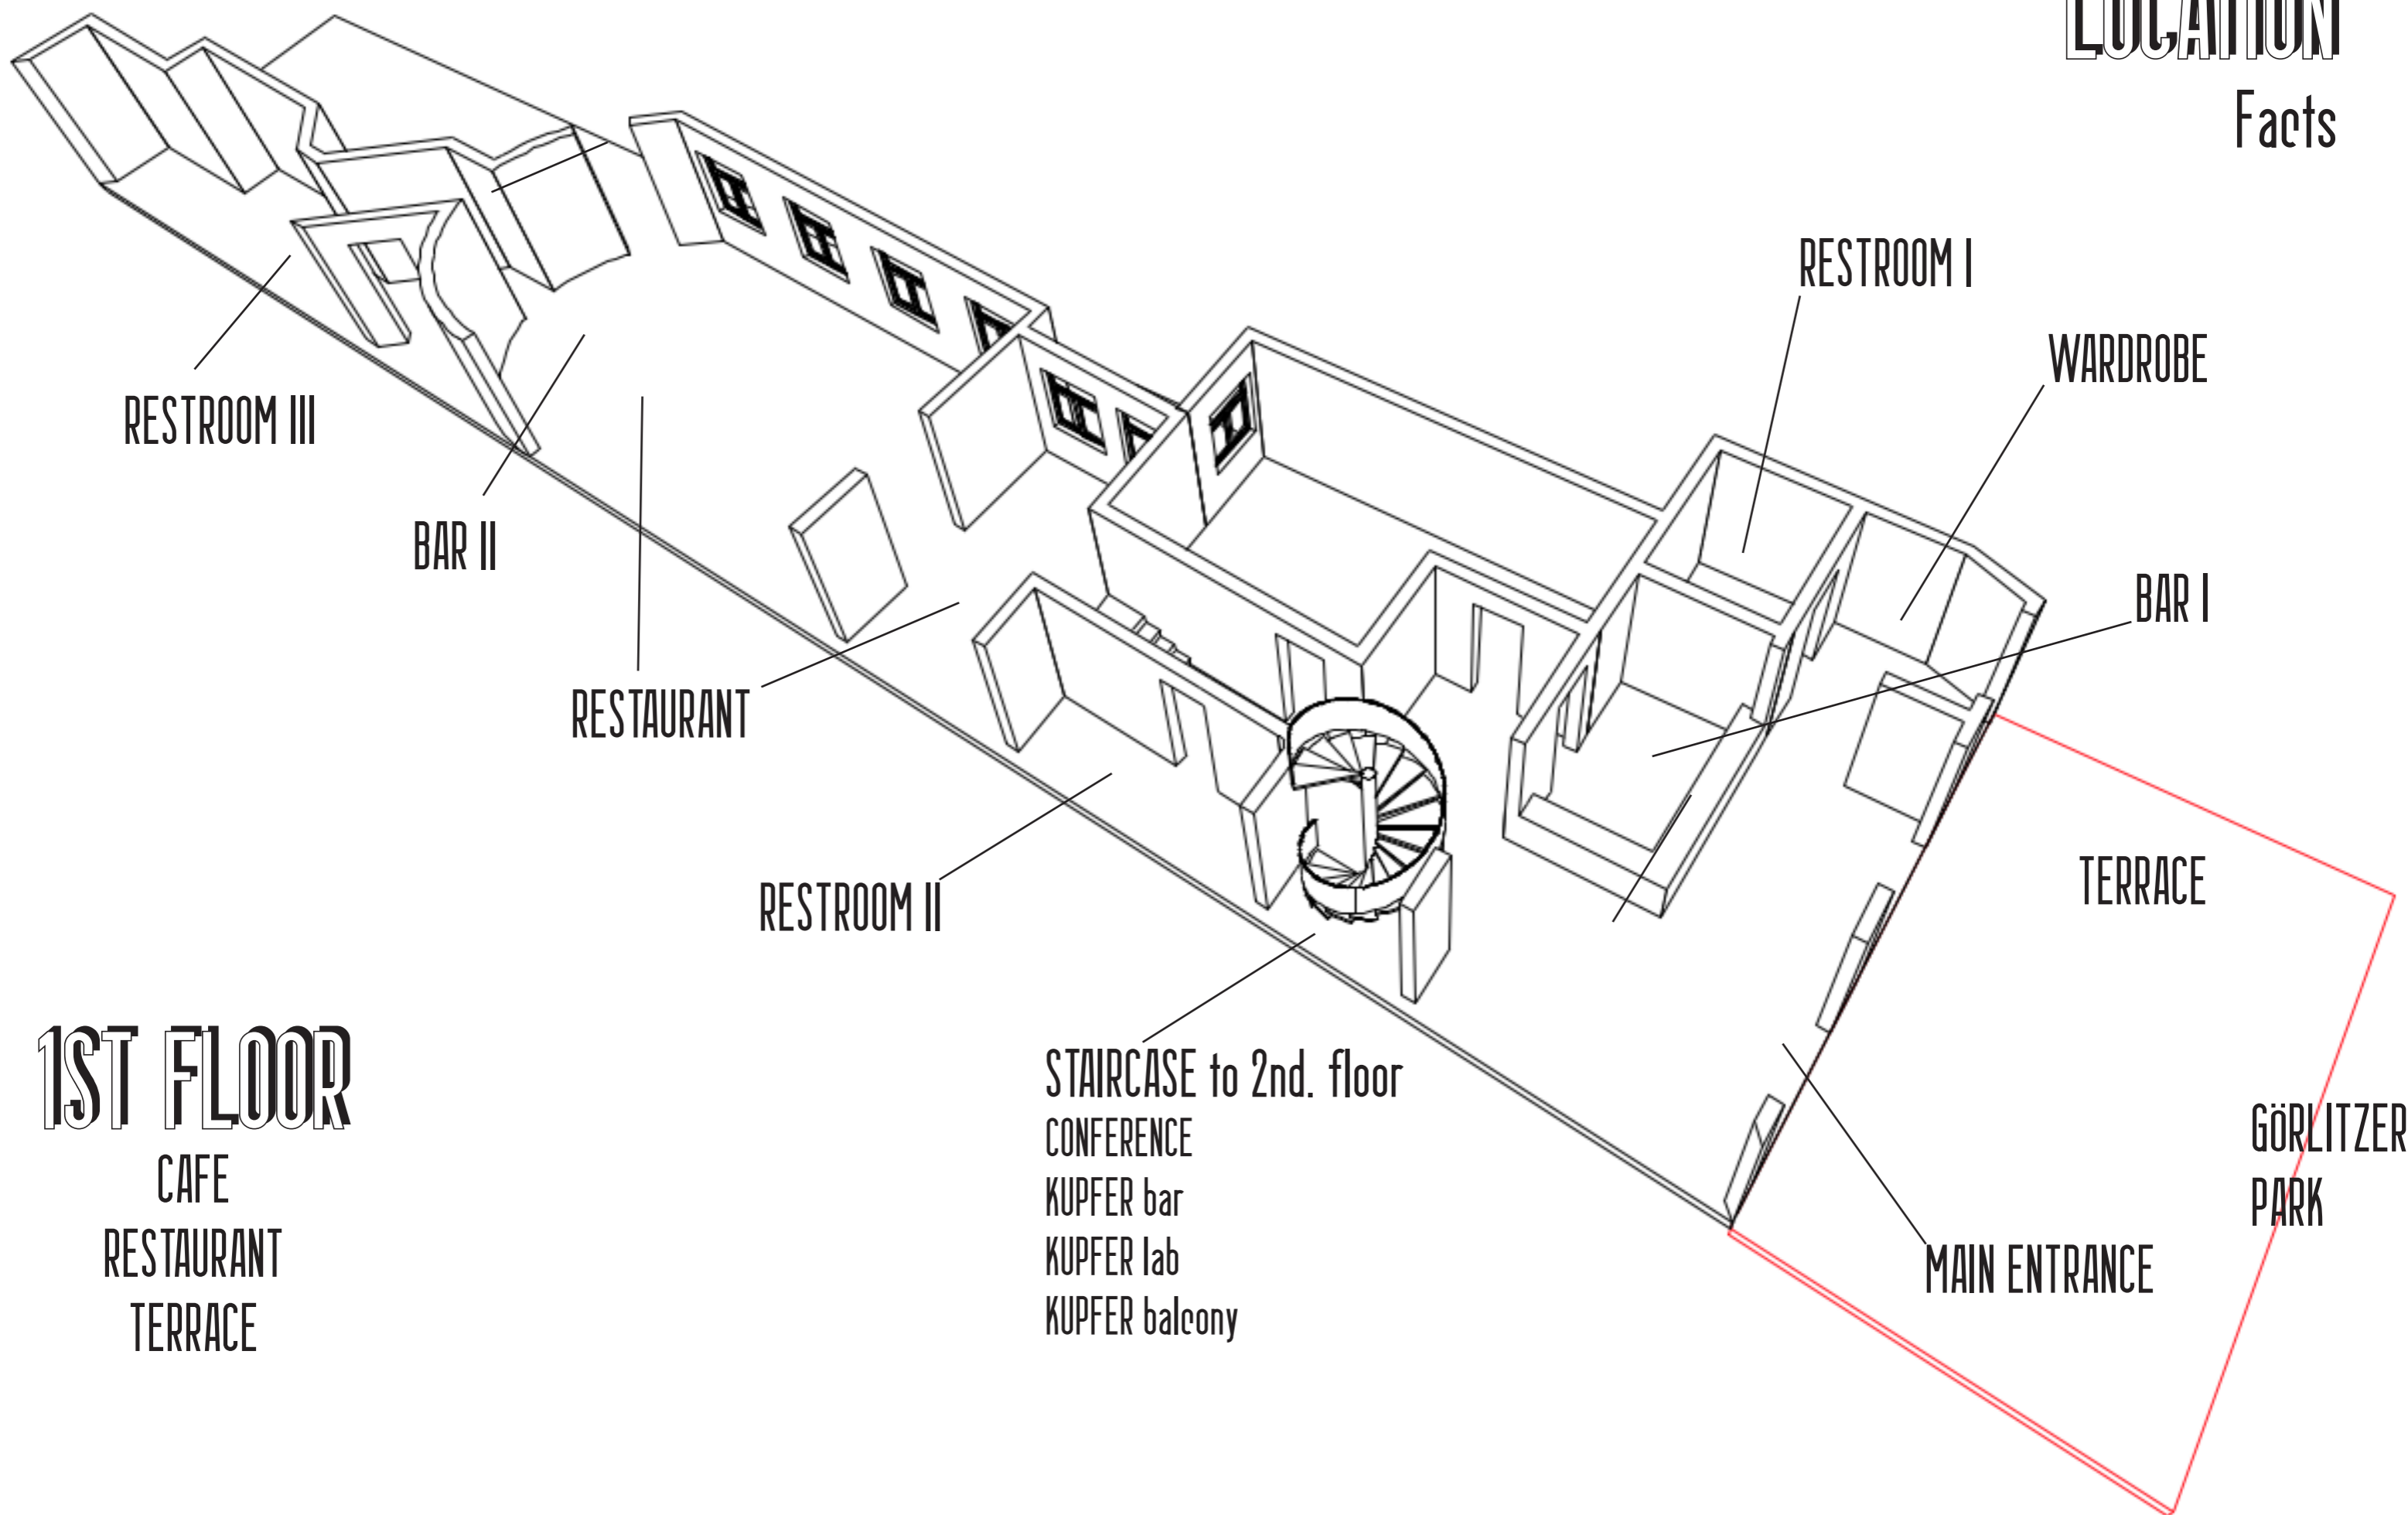 LOCATION
Facts
RESTROOM I
WARDROBE
RESTROOM III
BAR II
BAR I
RESTAURANT
RESTROOM II
TERRACE
1ST FLOOR
CAFE
RESTAURANT
TERRACE
STAIRCASE to 2nd. floor
CONFERENCE
KUPFER bar
KUPFER lab
KUPFER balcony
GöRLITZER
PARK
MAIN ENTRANCE